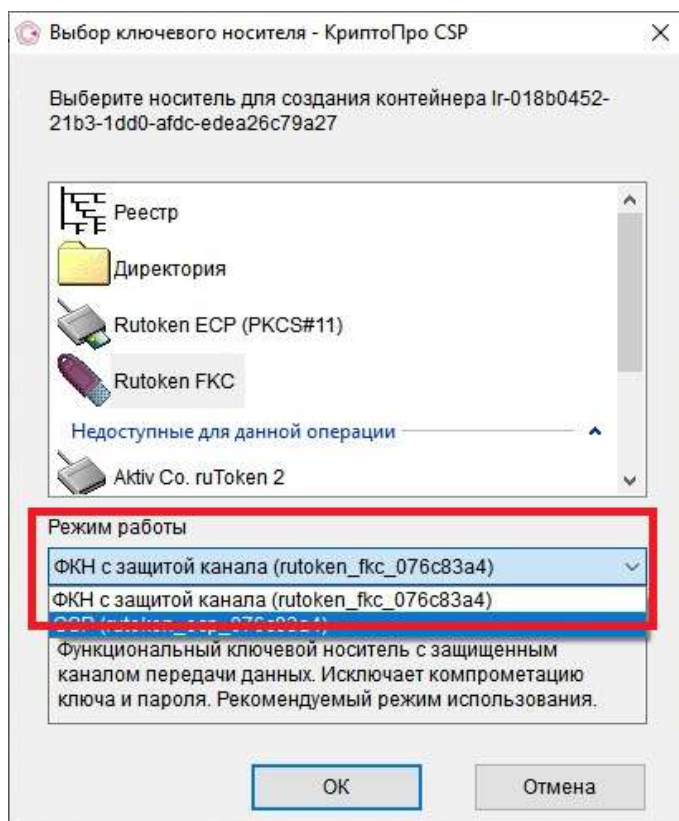 Выбор ключевого носителя - КриптоПро CSP
Выберите носитель для создания контейнера lr-018b0452-
21b3-1dd0-afdc-edea26c79a27
Реестр
Директория
Rutoken ECP (PKCS#11)
Rutoken FKC
Недоступные для данной операции
Aktiv Co. ruToken 2
Режим работы
ФКН с защитой канала (rutoken_fkc_076c83a4)
ФКН с защитой канала (rutoken_fkc_076c83a4)
Функциональный ключевой носитель с защищенным
каналом передачи данных. Исключает компрометацию
ключа и пароля. Рекомендуемый режим использования.
ОК
Отмена